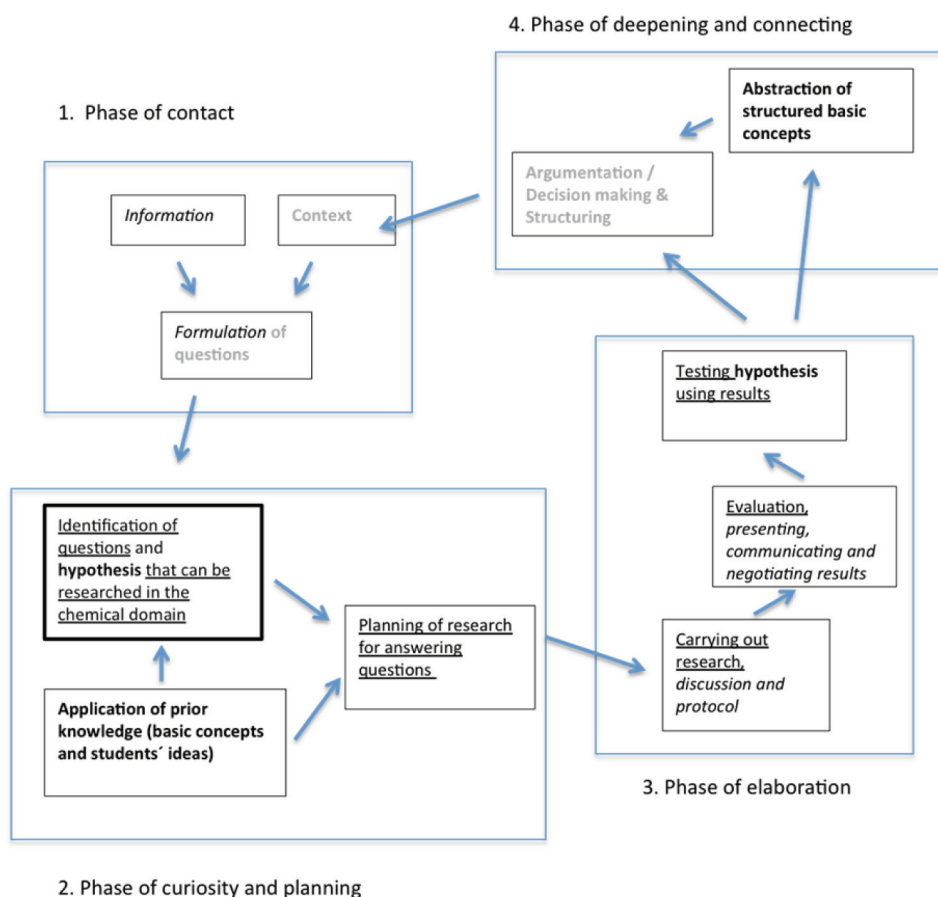 4. Phase of deepening and connecting
Abstraction of
structured basic
concepts
Argumentation /
Decision making &
Structuring
1. Phase of contact
Information
Context
Formulation of
questions
Identification of
questions and
hypothesis that can be
researched in the
chemical domain
Planning of research
for answering
questions
Application of prior
knowledge (basic concepts
and students´ ideas)
2. Phase of curiosity and planning
Testing hypothesis
using results
Evaluation,
presenting,
communicating and
negotiating results
Carrying out
research,
discussion and
protocol
3. Phase of elaboration